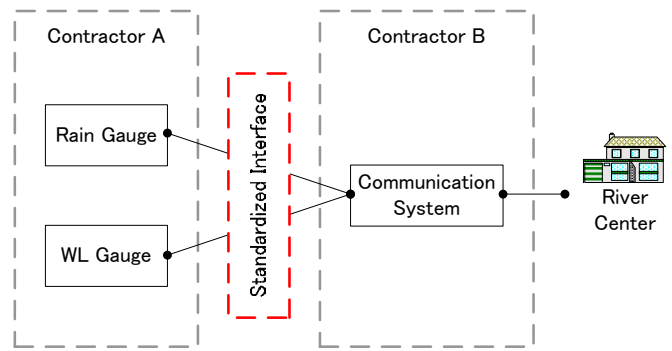 Contractor A
Contractor B
Rain Gauge
WL Gauge
Standardized Interface
Communication
System
River
Center